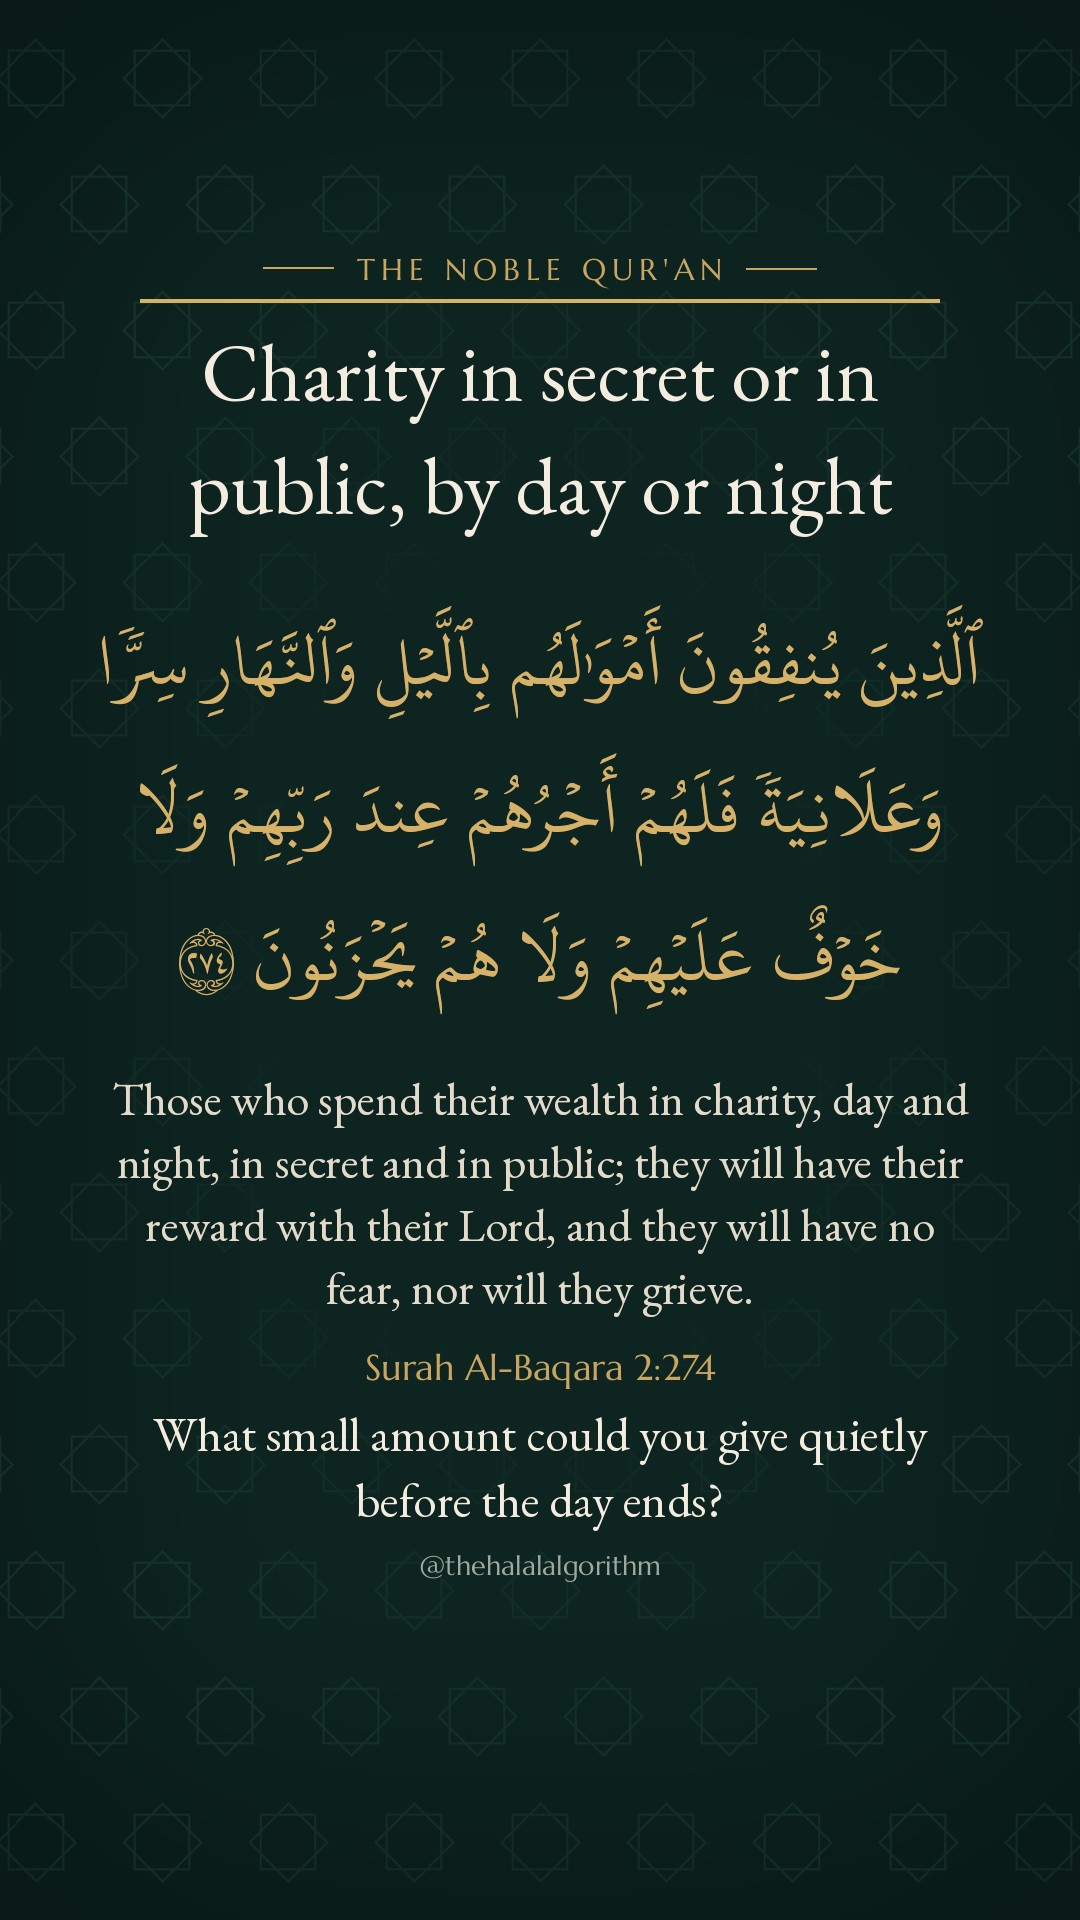 THE NOBLE QUR'AN
Charity in secret or in
public, by day or night
ٱلَّذِينَ يُنفِقُونَ أَمۡوَٰلَهُم بِٱلَّيۡلِ وَٱلنَّهَارِ سِرّٗا
وَعَلَانِيَةٗ فَلَهُمۡ أَجۡرُهُمۡ عِندَ رَبِّهِمۡ وَلَا
خَوۡفٌ عَلَيۡهِمۡ وَلَا هُمۡ يَحۡزَنُونَ ٢٧٤
Those who spend their wealth in charity, day and
night, in secret and in public; they will have their
reward with their Lord, and they will have no
fear, nor will they grieve.
Surah Al-Baqara 2:274
What small amount could you give quietly
before the day ends?
@thehalalalgorithm